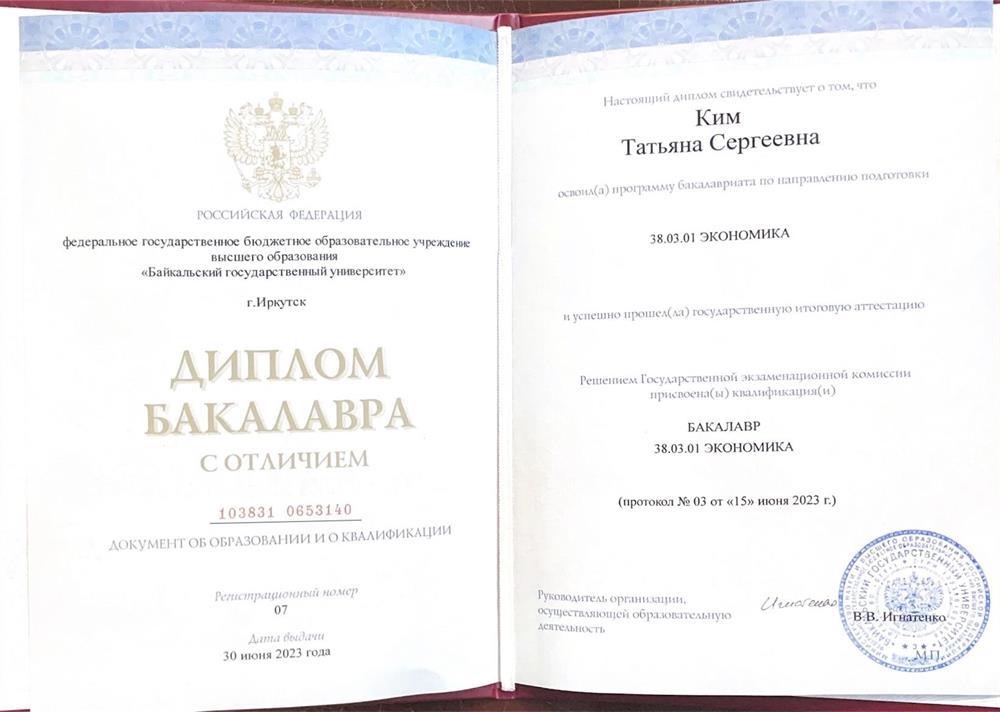 РОССИЙСКАЯ ФЕДЕРАЦИЯ
федеральное государственное бюджетное образовательное учреждение
высшего образования
«Байкальский государственный университет»
г.Иркутск
ДИПЛОМ
БАКАЛАВРА
С ОТЛИЧИЕМ
103831 0653140
ДОКУМЕНТ ОБ ОБРАЗОВАНИИ И О КВАЛИФИКАЦИИ
Регистрационный номер
07
Дата выдачи
30 июня 2023 года
Настоящий диплом свидетельствует о том, что
Ким
Татьяна Сергеевна
освоил(а) программу бакалавриата по направлению подготовки
38.03.01 ЭКОНОМИКА
и успешно прошел(ла) государственную итоговую аттестацию
Решением Государственной экзаменационной комиссии
присвоена(ы) квалификация(и)
БАКАЛАВР
38.03.01 ЭКОНОМИКА
(протокол № 03 от «15» июня 2023 г.)
Руководитель организации,
осуществляющей образовательную
деятельность
В.В. Игнатенко
М.П.